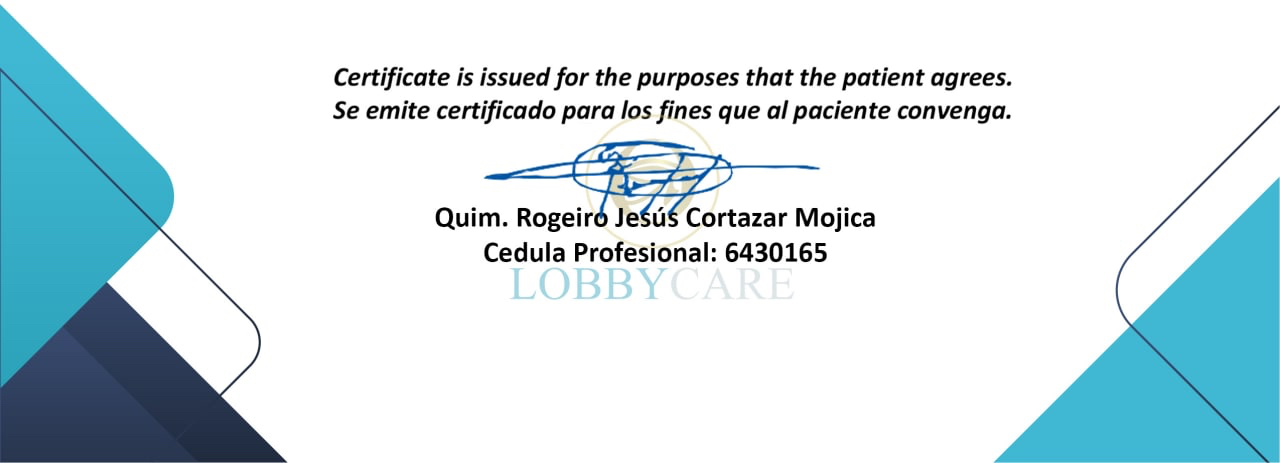 Certificate is issued for the purposes that the patient agrees.
Se emite certificado para los fines que al paciente convenga.
Quim. Rogeiro Jesús Cortazar Mojica
Cedula Profesional: 6430165
LOBBYCARE